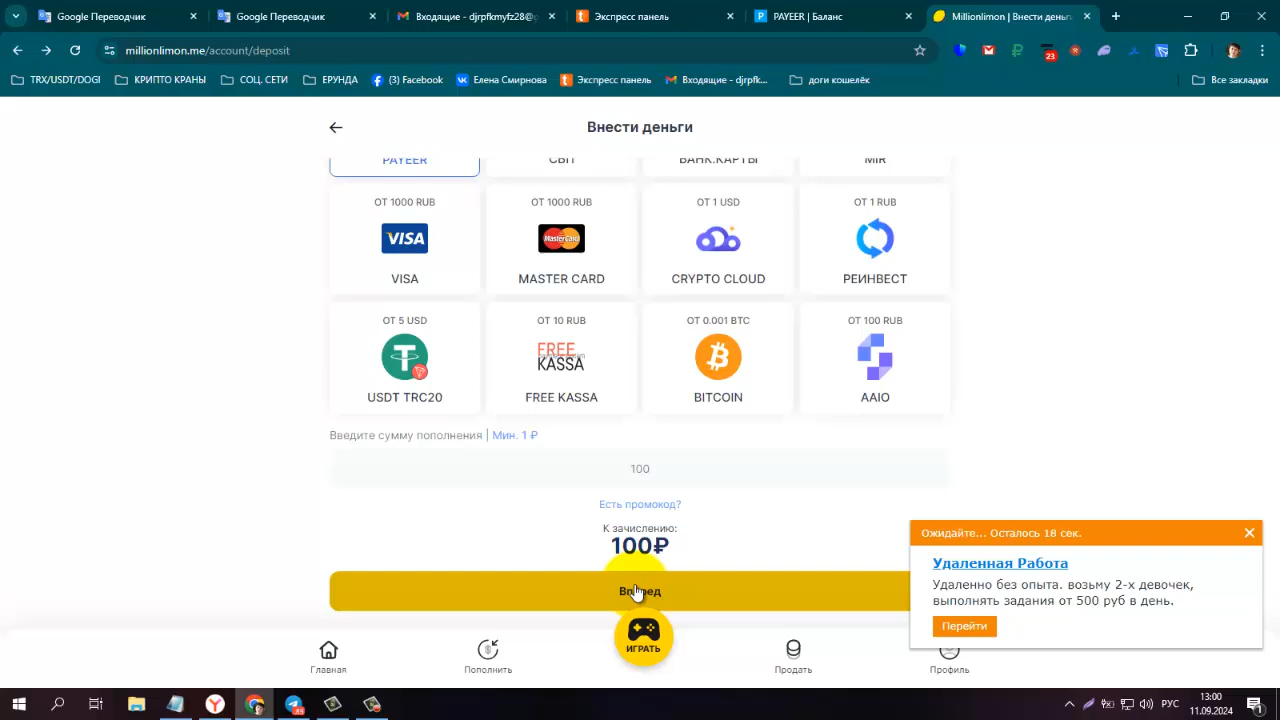 Google Переводчик
Google Переводчик
Входящие - djrpfkmyfz28@
Экспресс панель
PAYEER | Баланс
Millionlimon | Внести деньг
millionlimon.me/account/deposit
23
TRX/USDT/DOGI
КРИПТО КРАНЫ
СОЦ. СЕТИ
ЕРУНДА
(3) Facebook
Елена Смирнова
Экспресс панель
Входящие - djrpfk...
доги кошелёк
Все закладки
Внести деньги
PAYEER
СБП
БАНК.КАРТЫ
MIR
ОТ 1000 RUB
ОТ 1000 RUB
ОТ 1 USD
ОТ 1 RUB
VISA
MasterCard
VISA
MASTER CARD
CRYPTO CLOUD
РЕИНВЕСТ
ОТ 5 USD
ОТ 10 RUB
ОТ 0.001 BTC
ОТ 100 RUB
FREE
KASSA
USDT TRC20
FREE KASSA
BITCOIN
AAIO
Введите сумму пополнения | Мин. 1 ₽
100
Есть промокод?
К зачислению:
100₽
Вперед
Ожидайте... Осталось 18 сек.
Удаленная Работа
Удаленно без опыта. возьму 2-х девочек,
выполнять задания от 500 руб в день.
Перейти
Главная
Пополнить
ИГРАТЬ
Продать
Профиль
РУС
13:00
11.09.2024